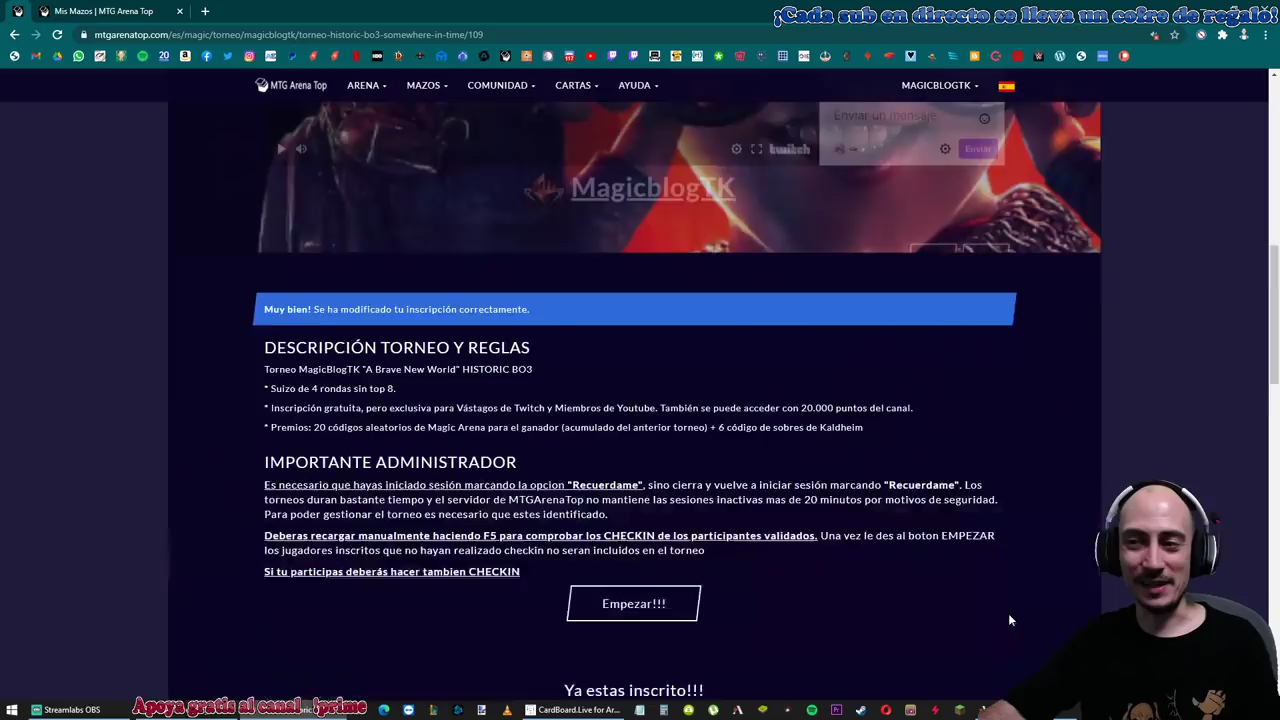 Mis Mazos | MTG Arena Top
¡Cada sub en directo se lleva un cofre de regalo!
mtgarenatop.com/es/magic/torneo/magicblogtk/torneo-historic-bo3-somewhere-in-time/109
MTG Arena Top ARENA MAZOS COMUNIDAD CARTAS AYUDA MAGICBLOGTK
Enviar un mensaje
twitch Enviar
MagicblogTK
Muy bien! Se ha modificado tu inscripción correctamente.
DESCRIPCIÓN TORNEO Y REGLAS
Torneo MagicBlogTK "A Brave New World" HISTORIC BO3
* Suizo de 4 rondas sin top 8.
* Inscripción gratuita, pero exclusiva para Vástagos de Twitch y Miembros de Youtube. También se puede acceder con 20.000 puntos del canal.
* Premios: 20 códigos aleatorios de Magic Arena para el ganador (acumulado del anterior torneo) + 6 código de sobres de Kaldheim
IMPORTANTE ADMINISTRADOR
Es necesario que hayas iniciado sesión marcando la opcion "Recuerdame", sino cierra y vuelve a iniciar sesión marcando "Recuerdame". Los
torneos duran bastante tiempo y el servidor de MTGArenaTop no mantiene las sesiones inactivas mas de 20 minutos por motivos de seguridad.
Para poder gestionar el torneo es necesario que estes identificado.
Deberas recargar manualmente haciendo F5 para comprobar los CHECKIN de los participantes validados. Una vez le des al boton EMPEZAR
los jugadores inscritos que no hayan realizado checkin no seran incluidos en el torneo
Si tu participas deberás hacer tambien CHECKIN
Empezar!!!
Ya estas inscrito!!!
Streamlabs OBS
Apoya gratis al canal !prime
CardBoard.Live for Ar...